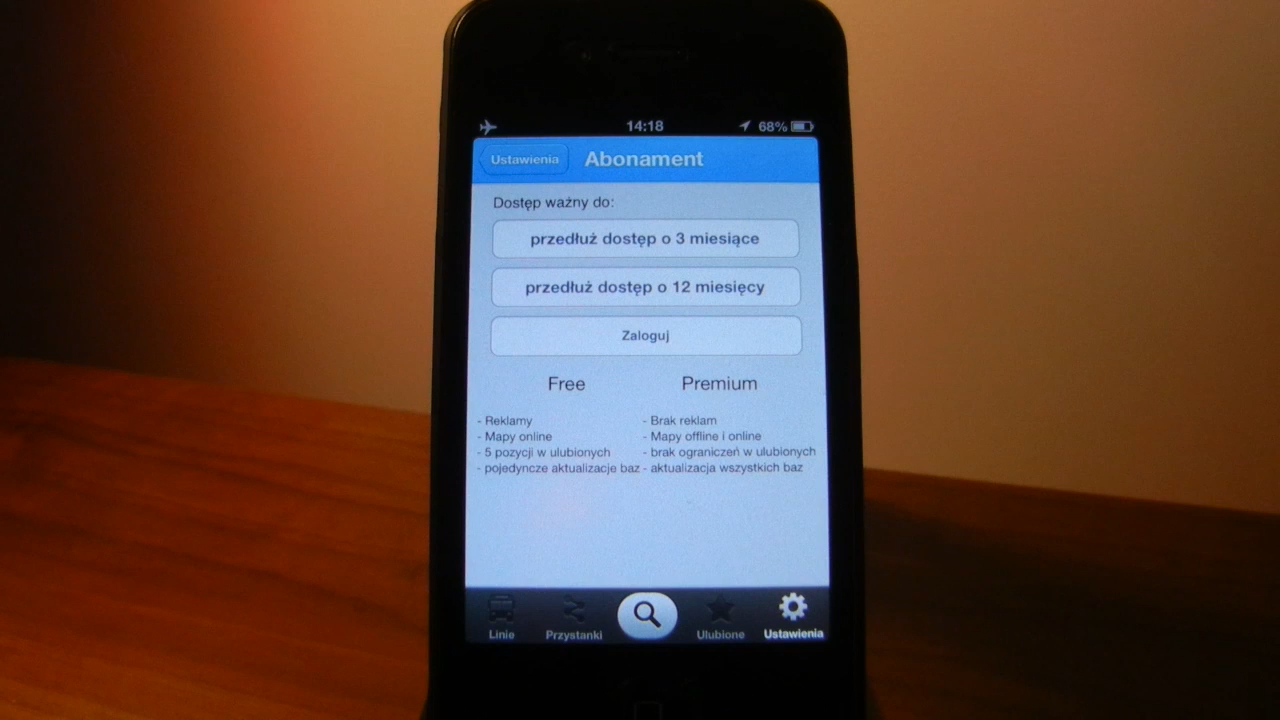 14:18 68%
Ustawienia Abonament
Dostęp ważny do:
przedłuż dostęp o 3 miesiące
przedłuż dostęp o 12 miesięcy
Zaloguj
Free Premium
- Reklamy - Brak reklam
- Mapy online - Mapy offline i online
- 5 pozycji w ulubionych - brak ograniczeń w ulubionych
- pojedyncze aktualizacje baz - aktualizacja wszystkich baz
Linie Przystanki Ulubione Ustawienia